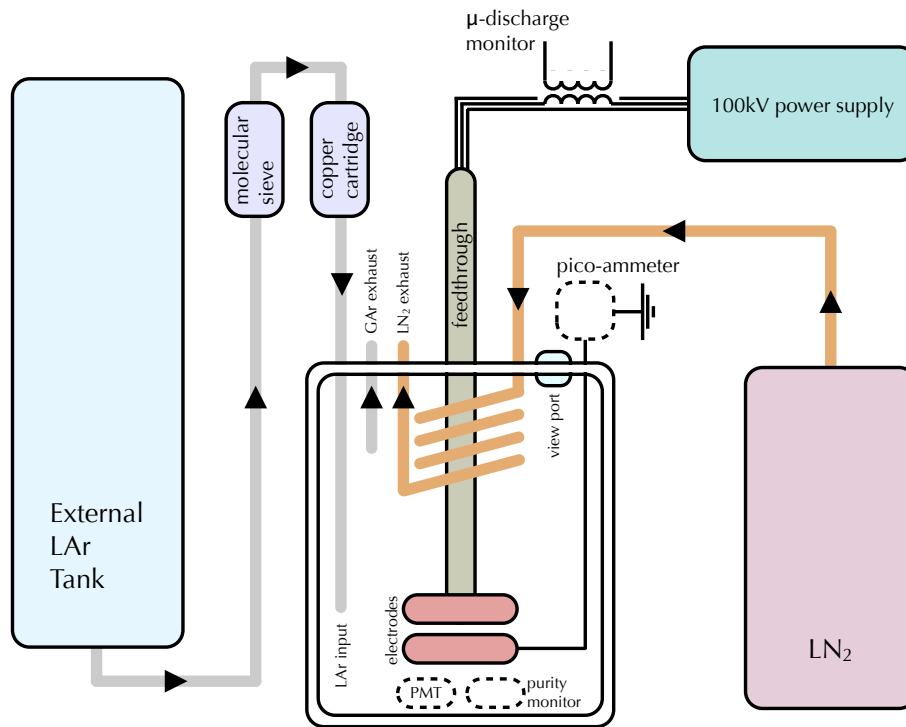 μ-discharge
monitor
100kV power supply
molecular
sieve
copper
cartridge
feedthrough
GAr exhaust
LN₂ exhaust
pico-ammeter
view port
External
LAr
Tank
LAr input
electrodes
PMT
purity
monitor
LN₂